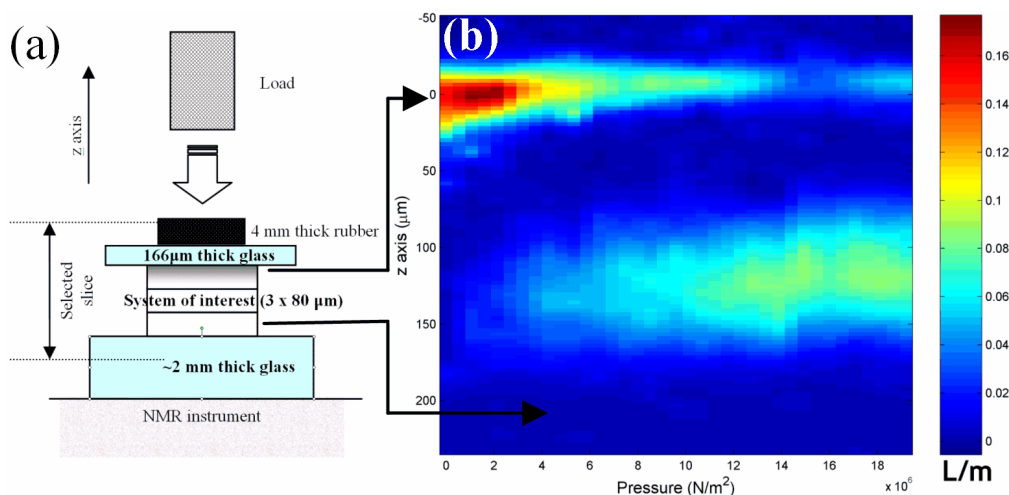 (a)
Load
z axis
4 mm thick rubber
166μm thick glass
Selected
slice
System of interest (3 x 80 μm)
~2 mm thick glass
NMR instrument
(b)
-50
0
50
100
150
200
z axis (μm)
0 2 4 6 8 10 12 14 16 18
x 10⁶
Pressure (N/m²)
0.16
0.14
0.12
0.10
0.08
0.06
0.04
0.02
0
L/m